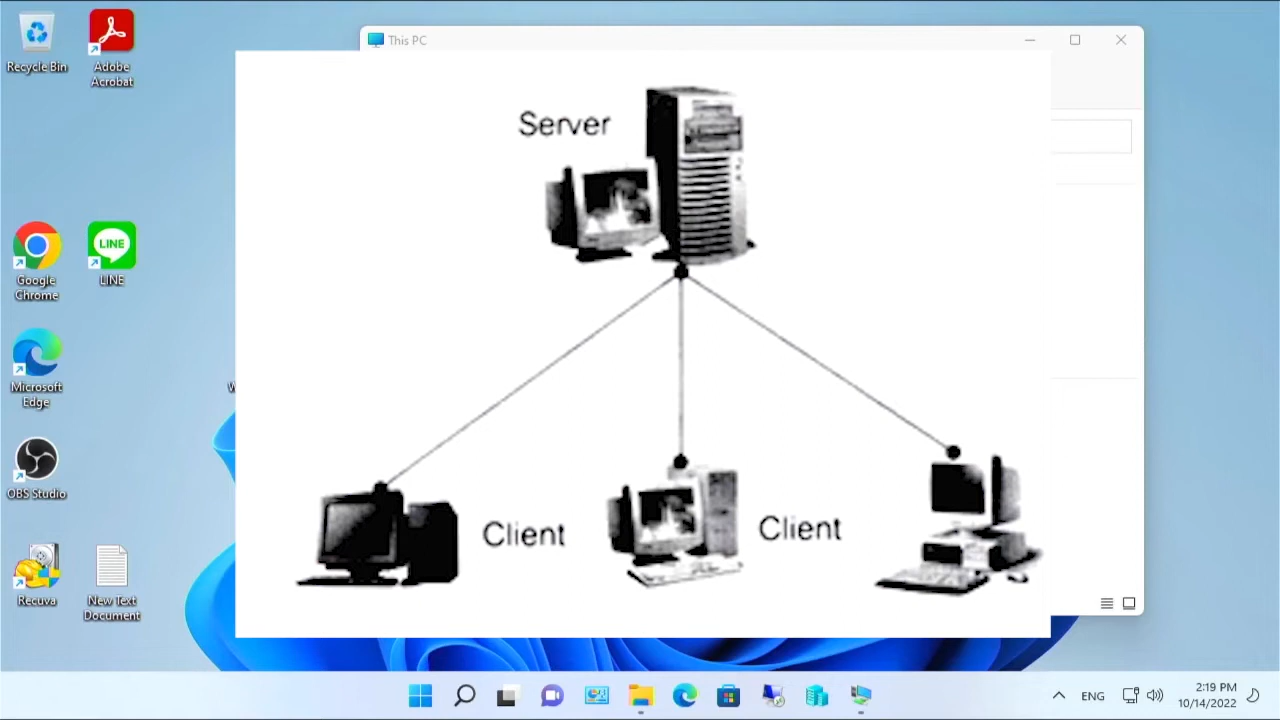 Recycle Bin
Adobe
Acrobat
This PC
Server
Google
Chrome
LINE
LINE
Microsoft
Edge
OBS Studio
Client
Client
Recuva
New Text
Document
ENG
2:19 PM
10/14/2022